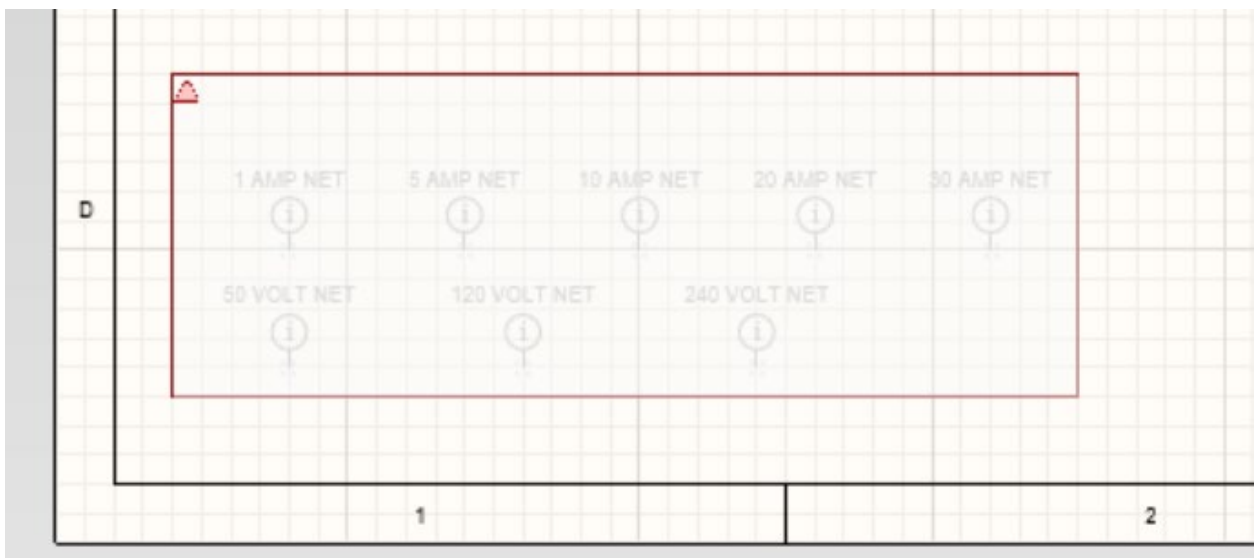 1 AMP NET 5 AMP NET 10 AMP NET 20 AMP NET 30 AMP NET
i i i i i
D
50 VOLT NET 120 VOLT NET 240 VOLT NET
i i i
1 2